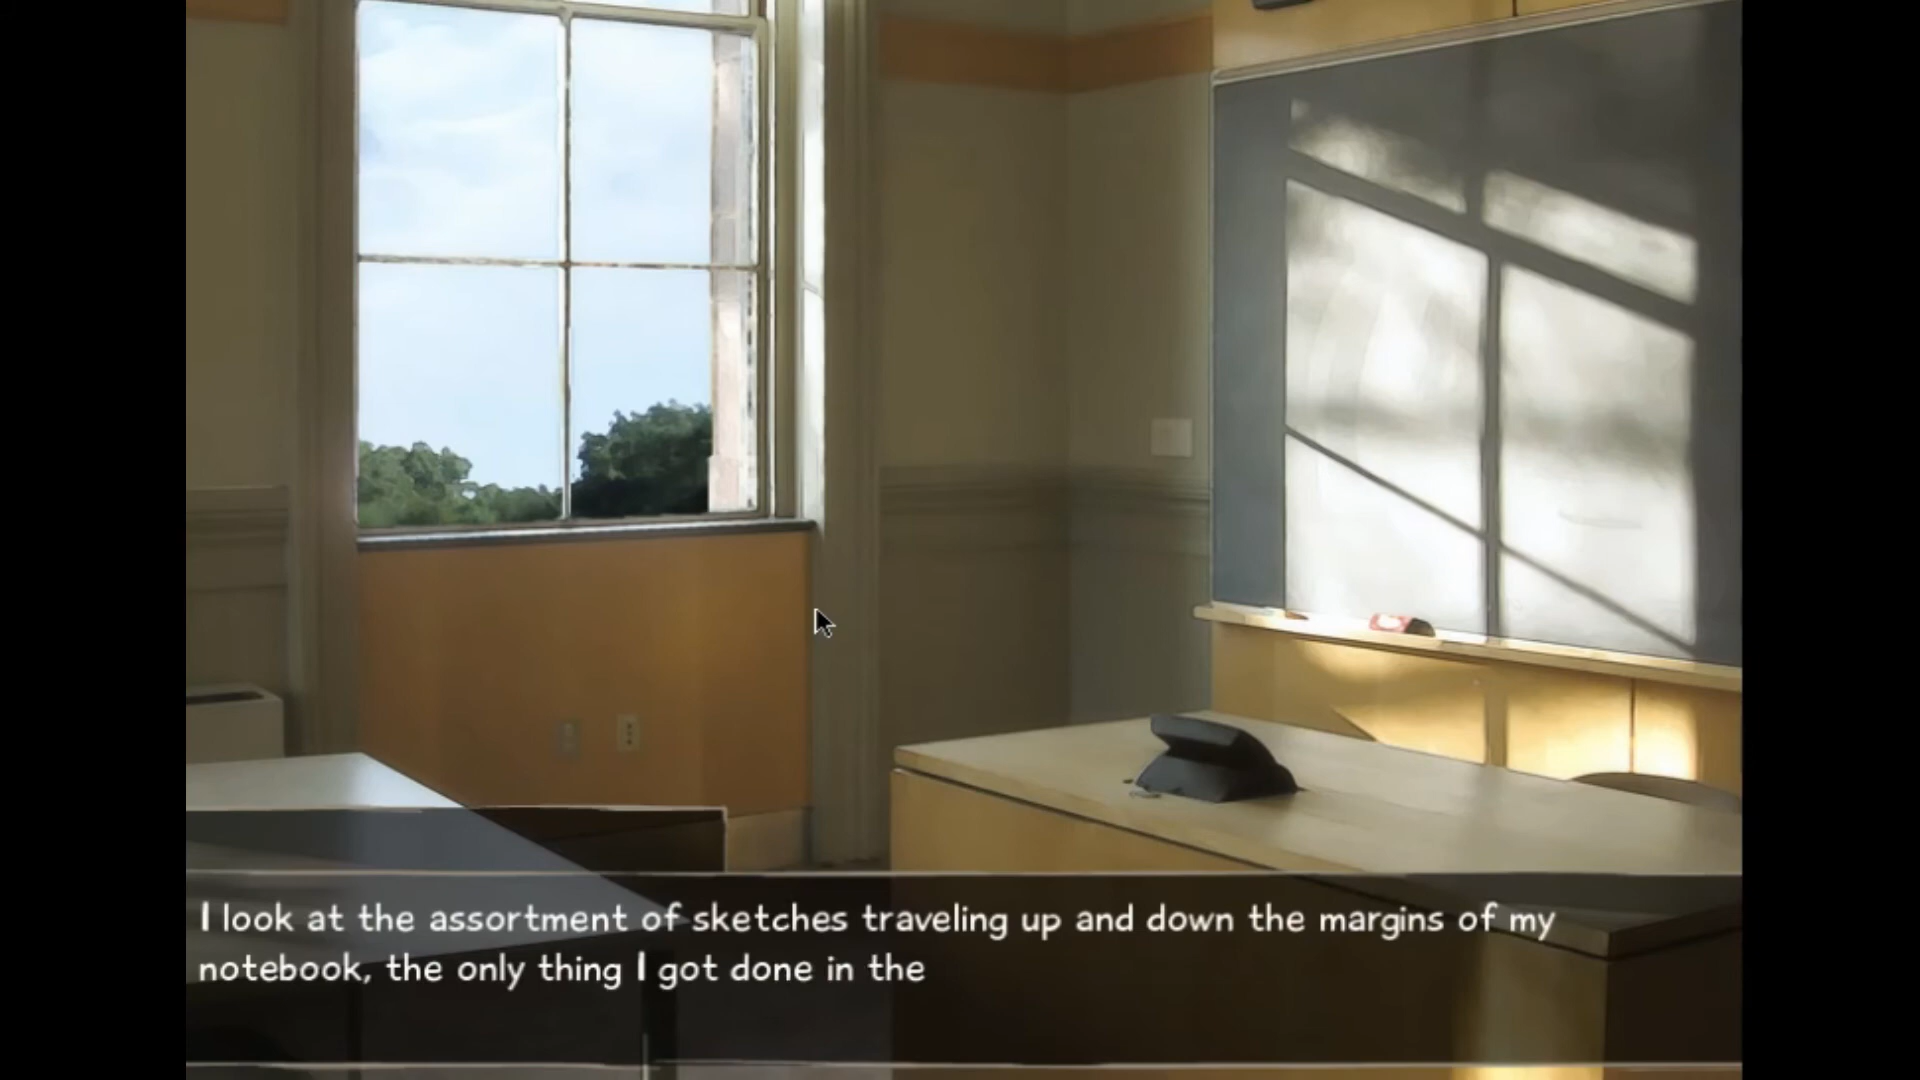 I look at the assortment of sketches traveling up and down the margins of my
notebook, the only thing I got done in the